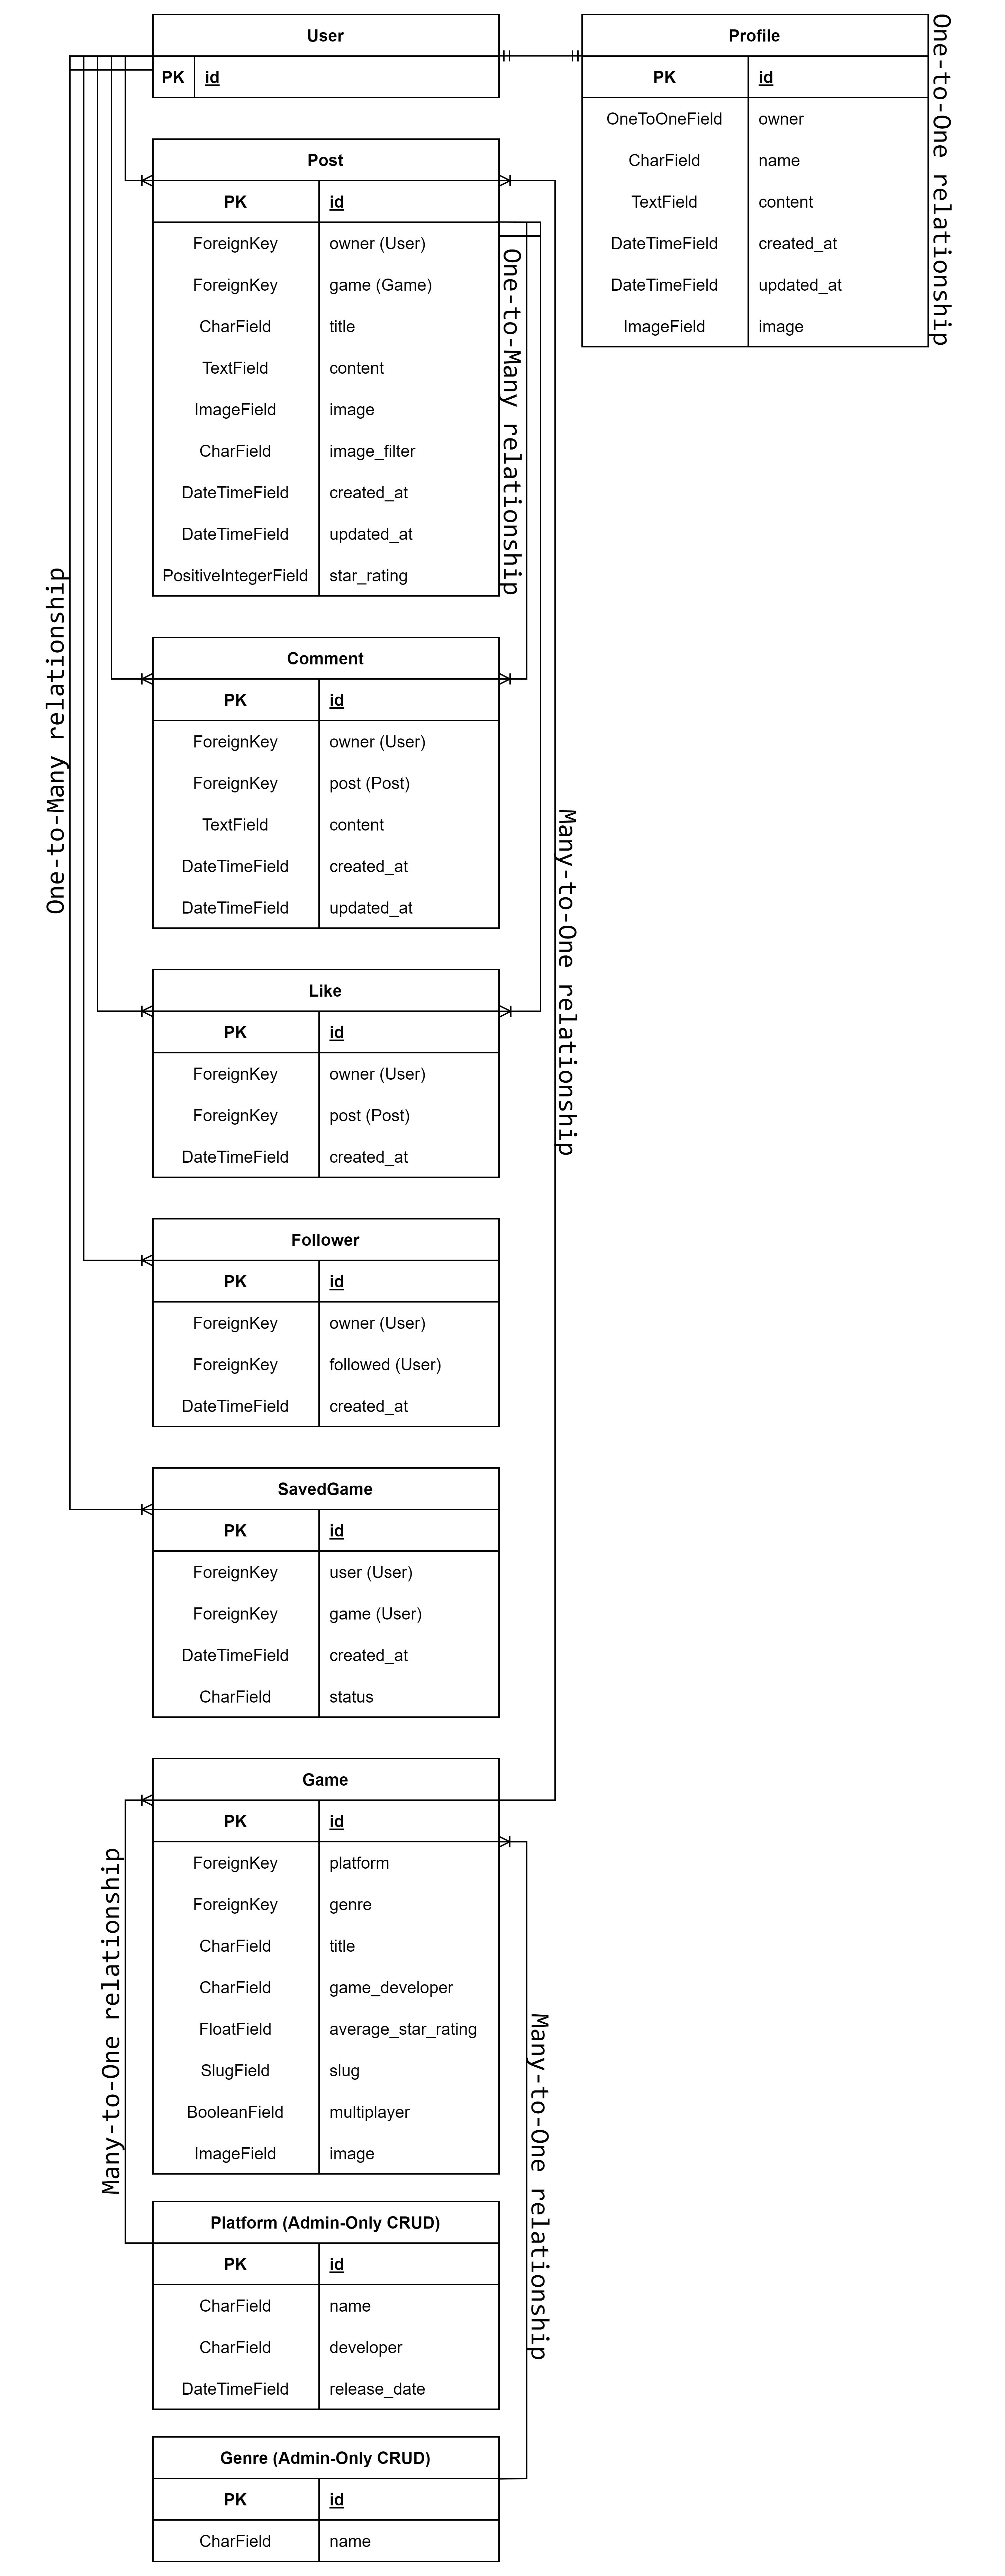 User
PK id
Profile
PK id
OneToOneField owner
CharField name
TextField content
DateTimeField created_at
DateTimeField updated_at
ImageField image
One-to-One relationship
Post
PK id
ForeignKey owner (User)
ForeignKey game (Game)
CharField title
TextField content
ImageField image
CharField image_filter
DateTimeField created_at
DateTimeField updated_at
PositiveIntegerField star_rating
One-to-Many relationship
One-to-Many relationship
Comment
PK id
ForeignKey owner (User)
ForeignKey post (Post)
TextField content
DateTimeField created_at
DateTimeField updated_at
Many-to-One relationship
Like
PK id
ForeignKey owner (User)
ForeignKey post (Post)
DateTimeField created_at
Follower
PK id
ForeignKey owner (User)
ForeignKey followed (User)
DateTimeField created_at
SavedGame
PK id
ForeignKey user (User)
ForeignKey game (User)
DateTimeField created_at
CharField status
Game
PK id
ForeignKey platform
ForeignKey genre
CharField title
CharField game_developer
FloatField average_star_rating
SlugField slug
BooleanField multiplayer
ImageField image
Many-to-One relationship
Many-to-One relationship
Platform (Admin-Only CRUD)
PK id
CharField name
CharField developer
DateTimeField release_date
Genre (Admin-Only CRUD)
PK id
CharField name